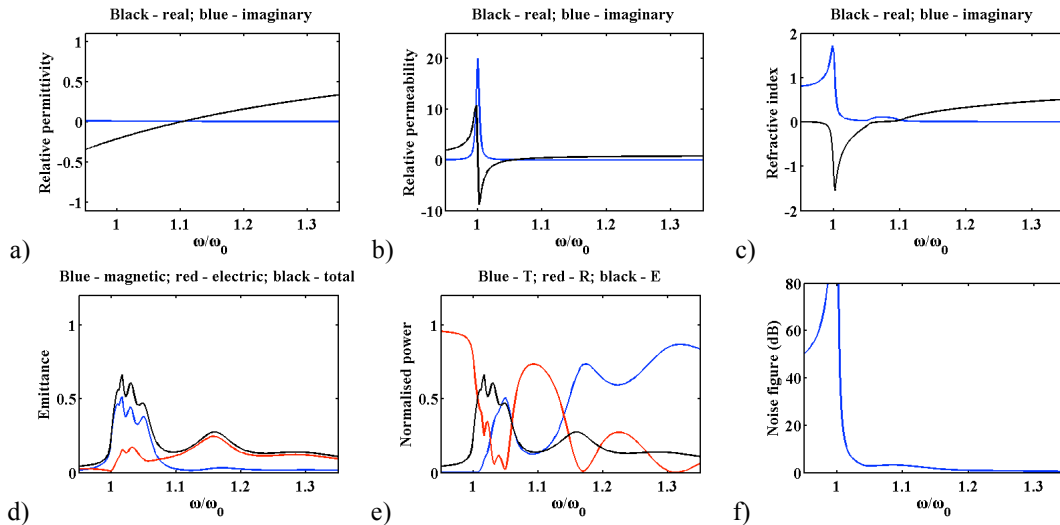 Black - real; blue - imaginary
Relative permittivity
1
0.5
0
-0.5
-1
1 1.1 1.2 1.3
ω/ω0
a)
Black - real; blue - imaginary
Relative permeability
20
10
0
-10
1 1.1 1.2 1.3
ω/ω0
b)
Black - real; blue - imaginary
Refractive index
2
1
0
-1
-2
1 1.1 1.2 1.3
ω/ω0
c)
Blue - magnetic; red - electric; black - total
Emittance
1
0.5
0
1 1.1 1.2 1.3
ω/ω0
d)
Blue - T; red - R; black - E
Normalised power
1
0.5
0
1 1.1 1.2 1.3
ω/ω0
e)
Noise figure (dB)
80
60
40
20
0
1 1.1 1.2 1.3
ω/ω0
f)